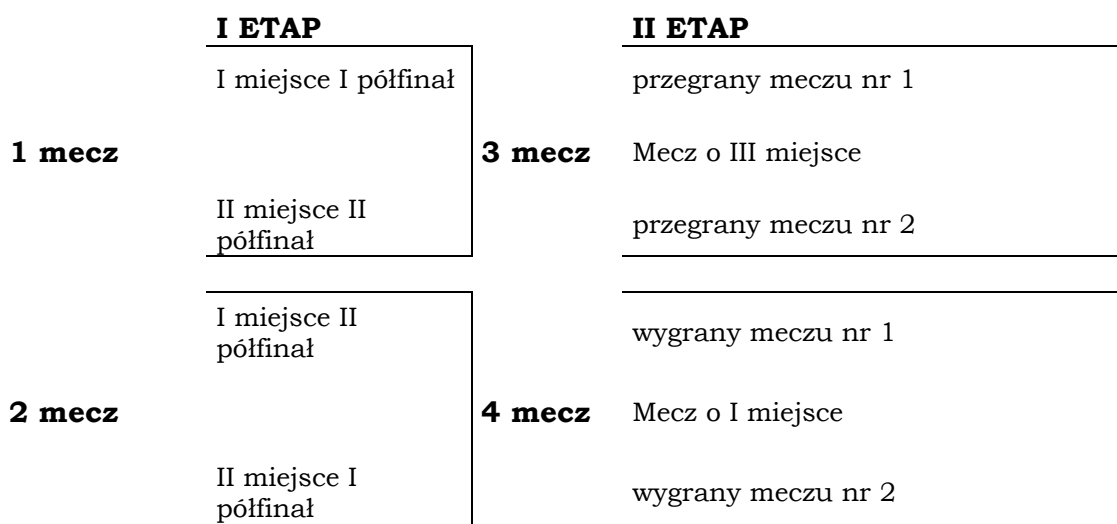 I ETAP II ETAP
I miejsce I półfinał przegrany meczu nr 1
1 mecz 3 mecz Mecz o III miejsce
II miejsce II
półfinał
przegrany meczu nr 2
I miejsce II
półfinał
wygrany meczu nr 1
2 mecz 4 mecz Mecz o I miejsce
II miejsce I
półfinał
wygrany meczu nr 2